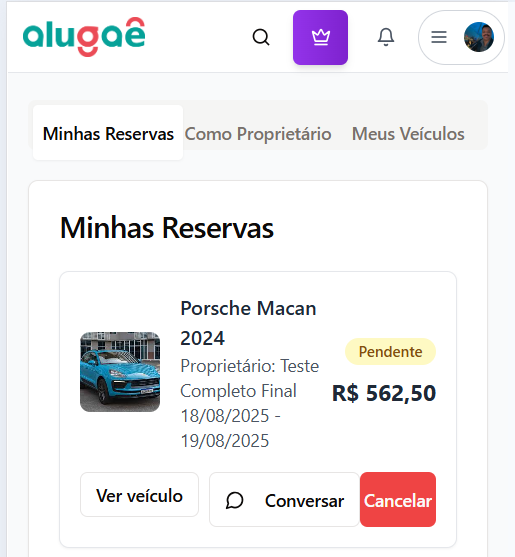 alugaê
Minhas Reservas Como Proprietário Meus Veículos
Minhas Reservas
Porsche Macan
2024
Proprietário: Teste
Completo Final
18/08/2025 -
19/08/2025
Pendente
R$ 562,50
Ver veículo Conversar Cancelar